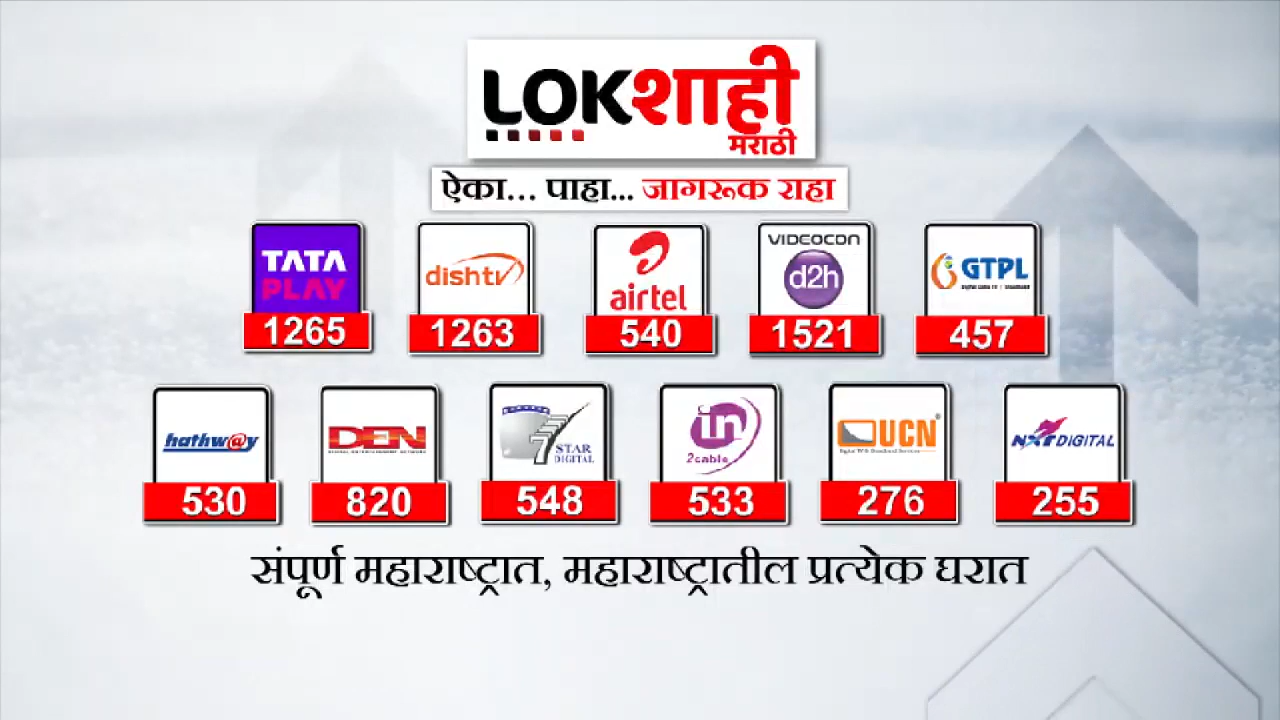 LOKशाही
मराठी
ऐका... पाहा... जागरूक राहा
TATA PLAY
1265
dishtv
1263
airtel
540
VIDEOCON
d2h
1521
GTPL
457
hathw@y
530
DEN
820
7 STAR
DIGITAL
548
in
2cable
533
UCN
276
NXT DIGITAL
255
संपूर्ण महाराष्ट्रात, महाराष्ट्रातील प्रत्येक घरात